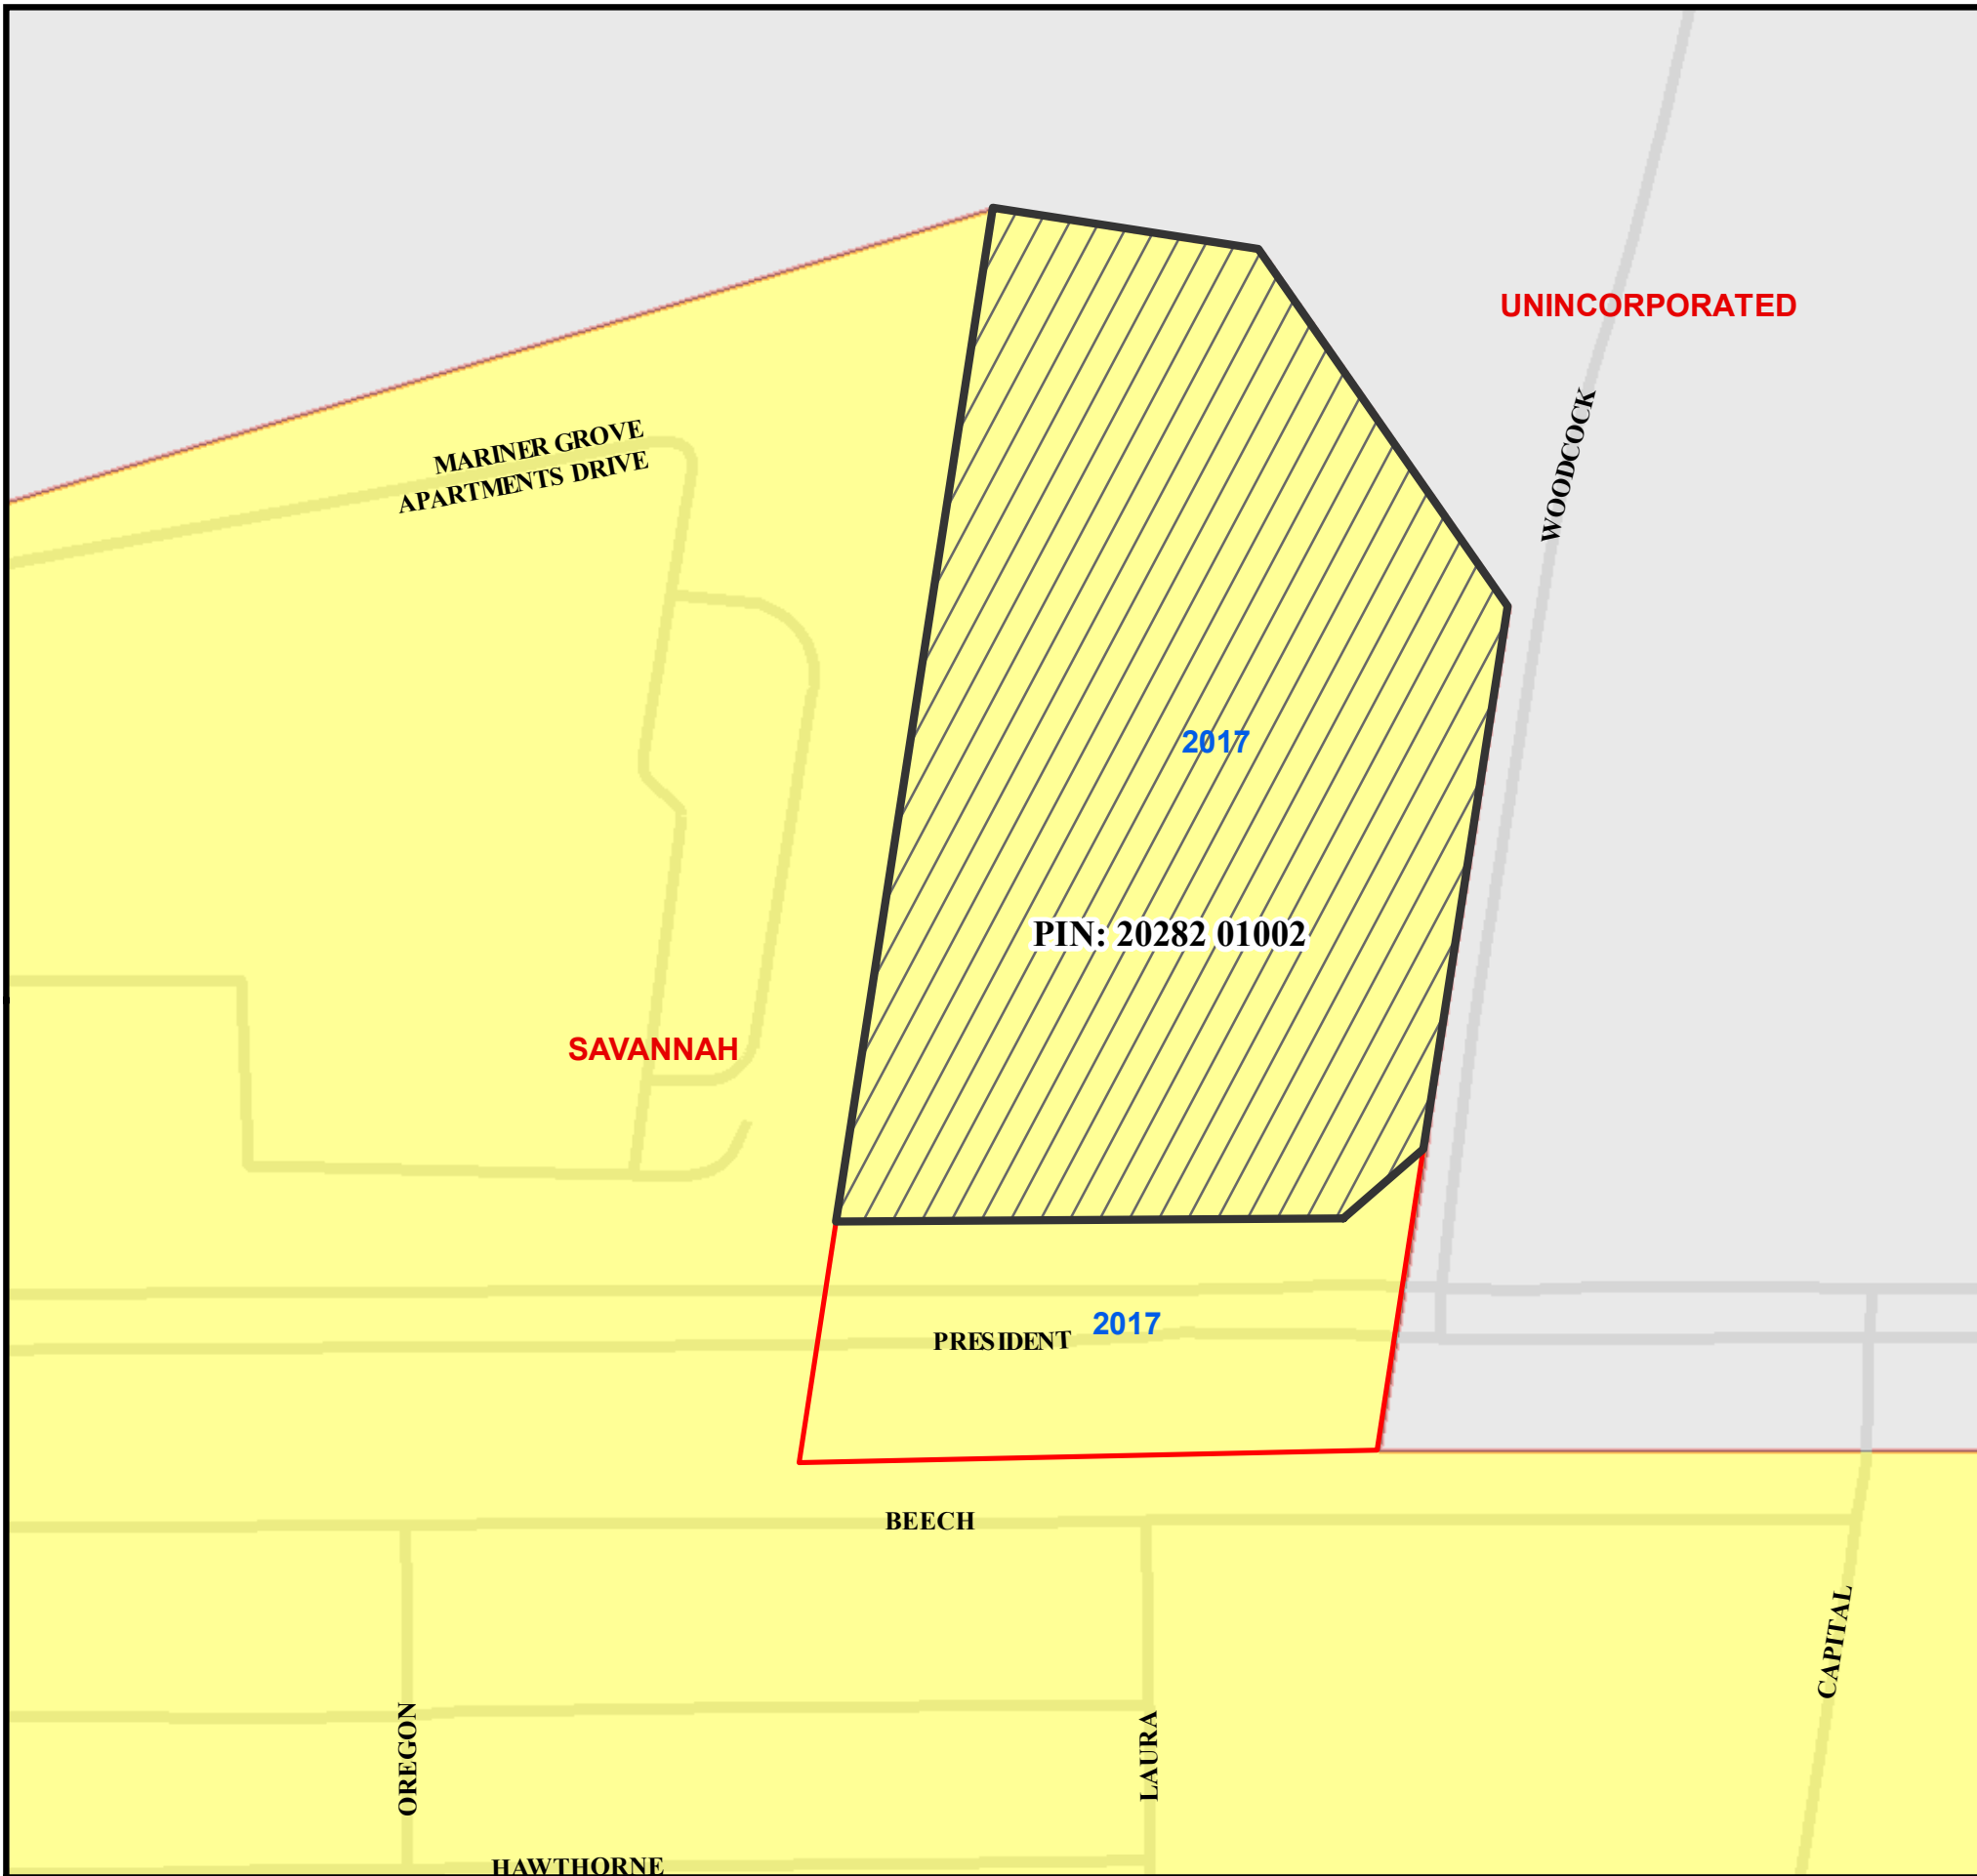 UNINCORPORATED
WOODCOCK
MARINER GROVE
APARTMENTS DRIVE
2017
PIN: 20282 01002
SAVANNAH
2017
PRESIDENT
BEECH
CAPITAL
OREGON
LAURA
HAWTHORNE